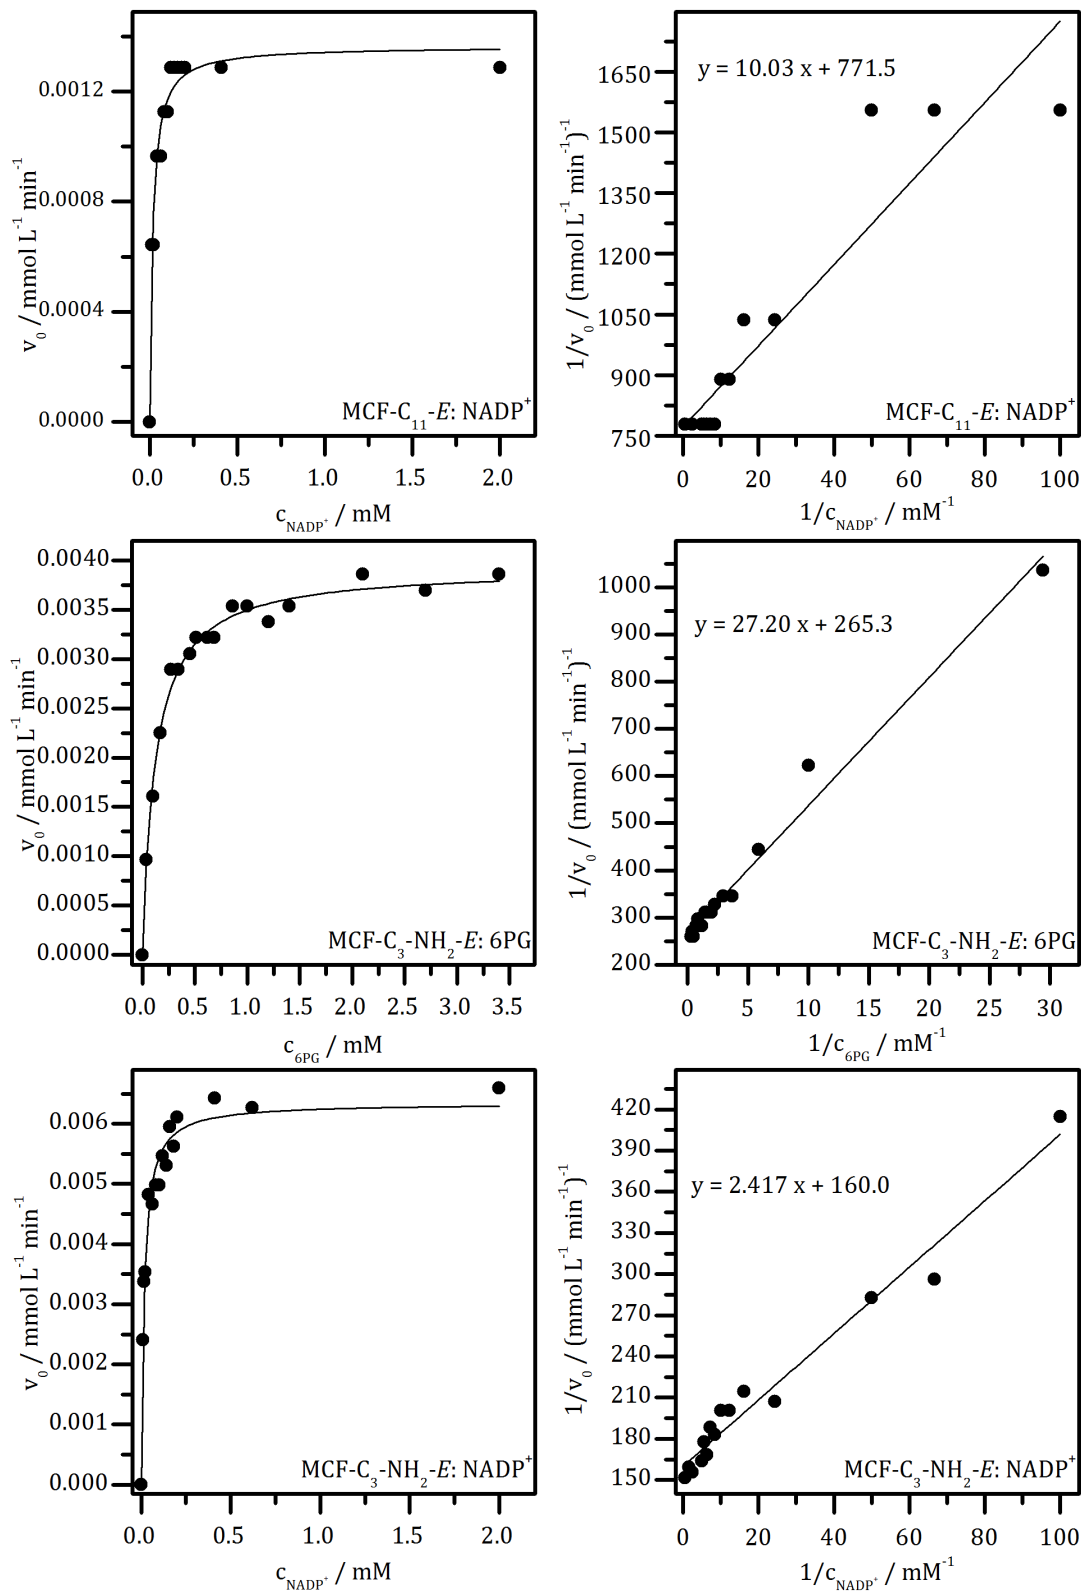 0.0012
0.0008
0.0004
0.0000
v₀ / mmol L⁻¹ min⁻¹
MCF-C₁₁-E: NADP⁺
0.0 0.5 1.0 1.5 2.0
c_NADP⁺ / mM
1650
1500
1350
1200
1050
900
750
1/v₀ / (mmol L⁻¹ min⁻¹)⁻¹
y = 10.03 x + 771.5
MCF-C₁₁-E: NADP⁺
0 20 40 60 80 100
1/c_NADP⁺ / mM⁻¹
0.0040
0.0035
0.0030
0.0025
0.0020
0.0015
0.0010
0.0005
0.0000
v₀ / mmol L⁻¹ min⁻¹
MCF-C₃-NH₂-E: 6PG
0.0 0.5 1.0 1.5 2.0 2.5 3.0 3.5
c_6PG / mM
1000
900
800
700
600
500
400
300
200
1/v₀ / (mmol L⁻¹ min⁻¹)⁻¹
y = 27.20 x + 265.3
MCF-C₃-NH₂-E: 6PG
0 5 10 15 20 25 30
1/c_6PG / mM⁻¹
0.006
0.005
0.004
0.003
0.002
0.001
0.000
v₀ / mmol L⁻¹ min⁻¹
MCF-C₃-NH₂-E: NADP⁺
0.0 0.5 1.0 1.5 2.0
c_NADP⁺ / mM
420
390
360
330
300
270
240
210
180
150
1/v₀ / (mmol L⁻¹ min⁻¹)⁻¹
y = 2.417 x + 160.0
MCF-C₃-NH₂-E: NADP⁺
0 20 40 60 80 100
1/c_NADP⁺ / mM⁻¹